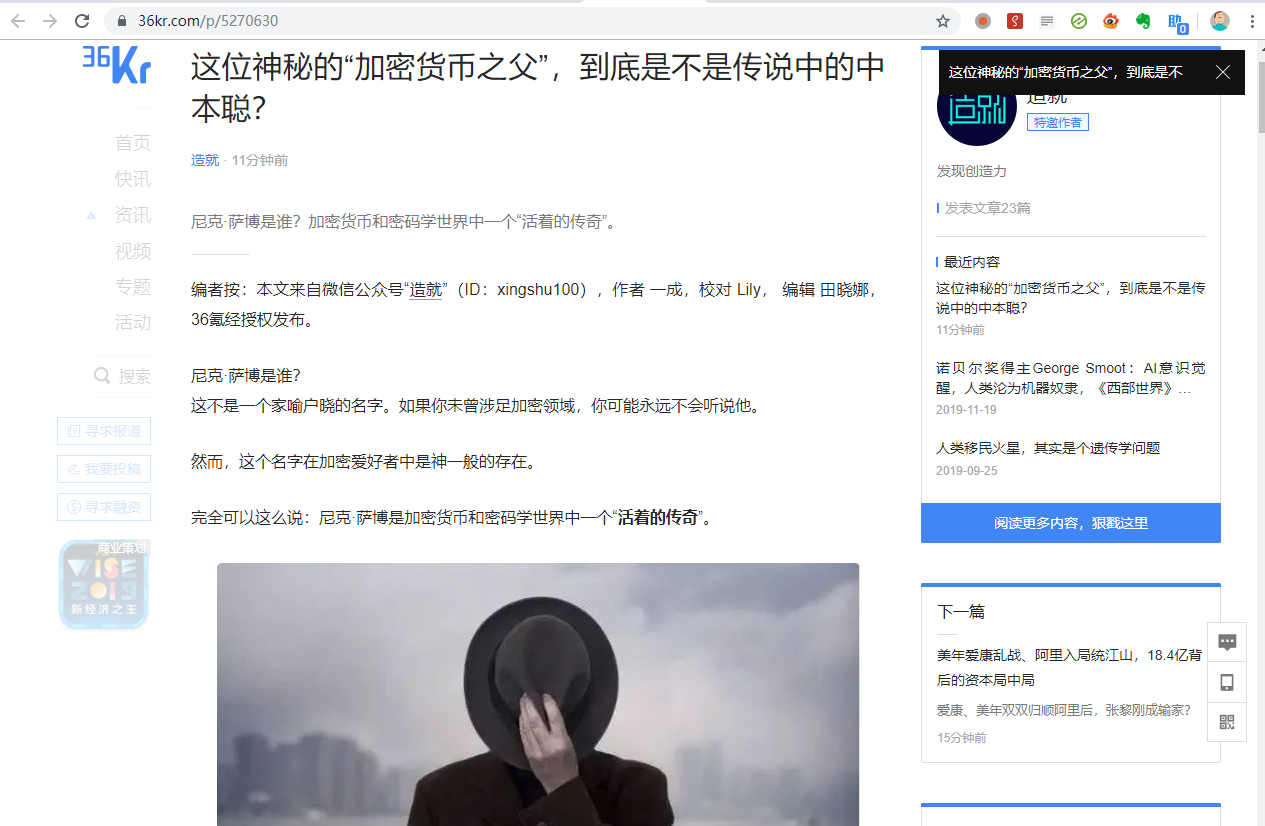 36kr.com/p/5270630
助
0
36Kr
首页
快讯
资讯
视频
专题
活动
搜索
寻求报道
我要投稿
寻求融资
商业策划
WISE
2019
新经济之王
这位神秘的“加密货币之父”，到底是不是传说中的中
本聪？
造就 · 11分钟前
尼克·萨博是谁？加密货币和密码学世界中一个“活着的传奇”。
编者按：本文来自微信公众号“造就”（ID：xingshu100），作者 一成，校对 Lily， 编辑 田晓娜，
36氪经授权发布。
尼克·萨博是谁？
这不是一个家喻户晓的名字。如果你未曾涉足加密领域，你可能永远不会听说他。
然而，这个名字在加密爱好者中是神一般的存在。
完全可以这么说：尼克·萨博是加密货币和密码学世界中一个“活着的传奇”。
这位神秘的“加密货币之父”，到底是不
造就
造就
特邀作者
发现创造力
发表文章23篇
最近内容
这位神秘的“加密货币之父”，到底是不是传
说中的中本聪？
11分钟前
诺贝尔奖得主George Smoot：AI意识觉
醒，人类沦为机器奴隶，《西部世界》…
2019-11-19
人类移民火星，其实是个遗传学问题
2019-09-25
阅读更多内容，狠戳这里
下一篇
美年爱康乱战、阿里入局统江山，18.4亿背
后的资本局中局
爱康、美年双双归顺阿里后，张黎刚成输家？
15分钟前